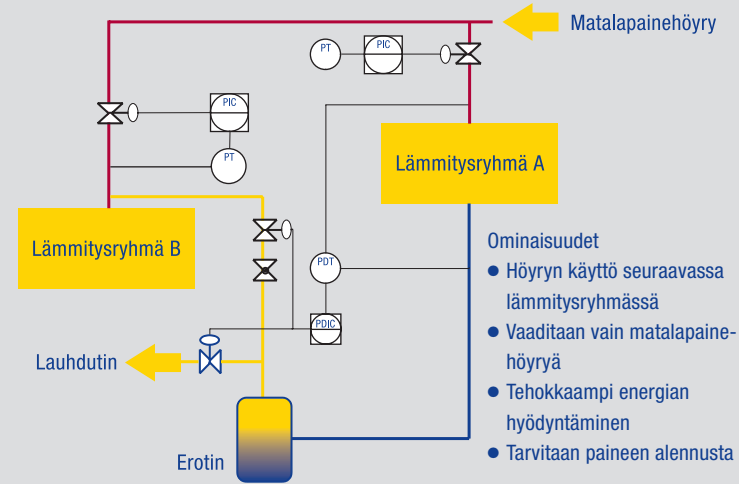 Matalapainehöyry
PT
PIC
PIC
PT
Lämmitysryhmä A
Lämmitysryhmä B
PDT
PDIC
Lauhdutin
Erotin
Ominaisuudet
● Höyryn käyttö seuraavassa
lämmitysryhmässä
● Vaaditaan vain matalapaine-
höyryä
● Tehokkaampi energian
hyödyntäminen
● Tarvitaan paineen alennusta